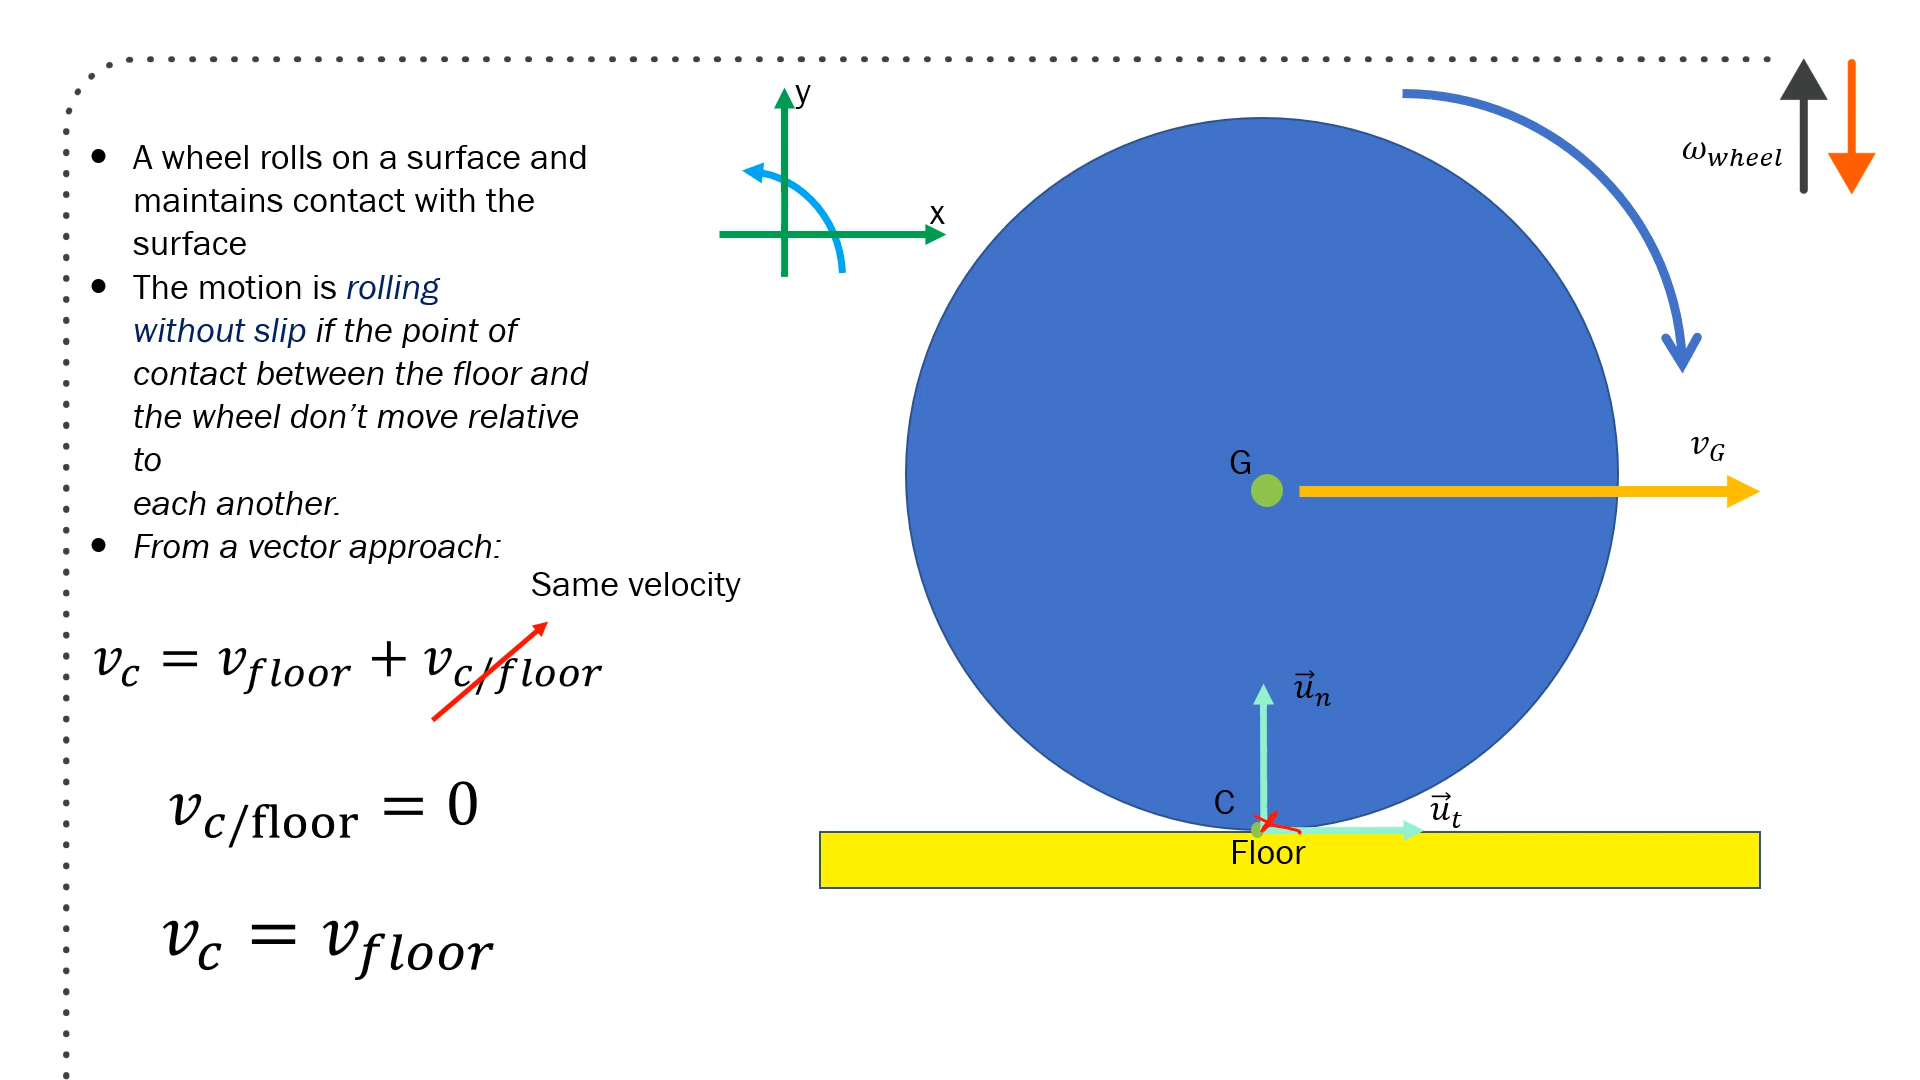 ● A wheel rolls on a surface and
maintains contact with the
surface
● The motion is rolling
without slip if the point of
contact between the floor and
the wheel don’t move relative
to
each another.
● From a vector approach:
Same velocity
v_c = v_floor + v_c/floor
v_c/floor = 0
v_c = v_floor
y
x
ω_wheel
G
v_G
u⃗_n
C
u⃗_t
Floor